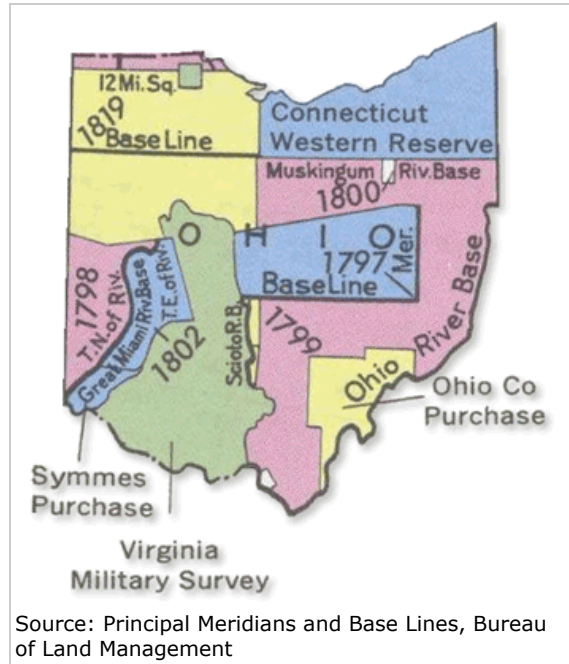 12 Mi. Sq.
1819
Base Line
Connecticut
Western Reserve
Muskingum Riv. Base
1800
O H I O
1797
Mer.
Base Line
1798
T.N. of Riv.
Great Miami Riv. Base
T.E. of Riv.
1802
Scioto R.B.
1799
Ohio River Base
Ohio Co
Purchase
Symmes
Purchase
Virginia
Military Survey
Source: Principal Meridians and Base Lines, Bureau
of Land Management